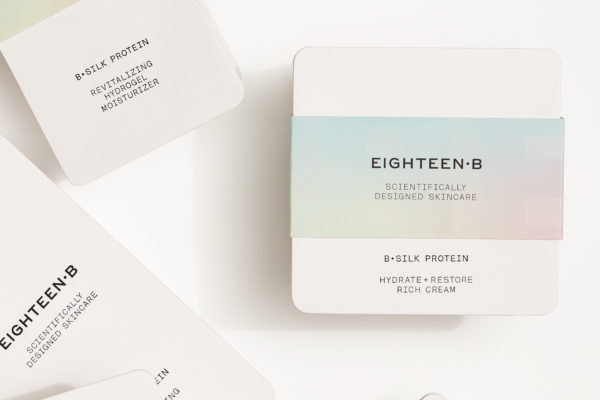 B•SILK PROTEIN
REVITALIZING
HYDROGEL
MOISTURIZER
EIGHTEEN•B
SCIENTIFICALLY
DESIGNED SKINCARE
B•SILK PROTEIN
HYDRATE + RESTORE
RICH CREAM
EIGHTEEN•B
SCIENTIFICALLY
DESIGNED SKINCARE